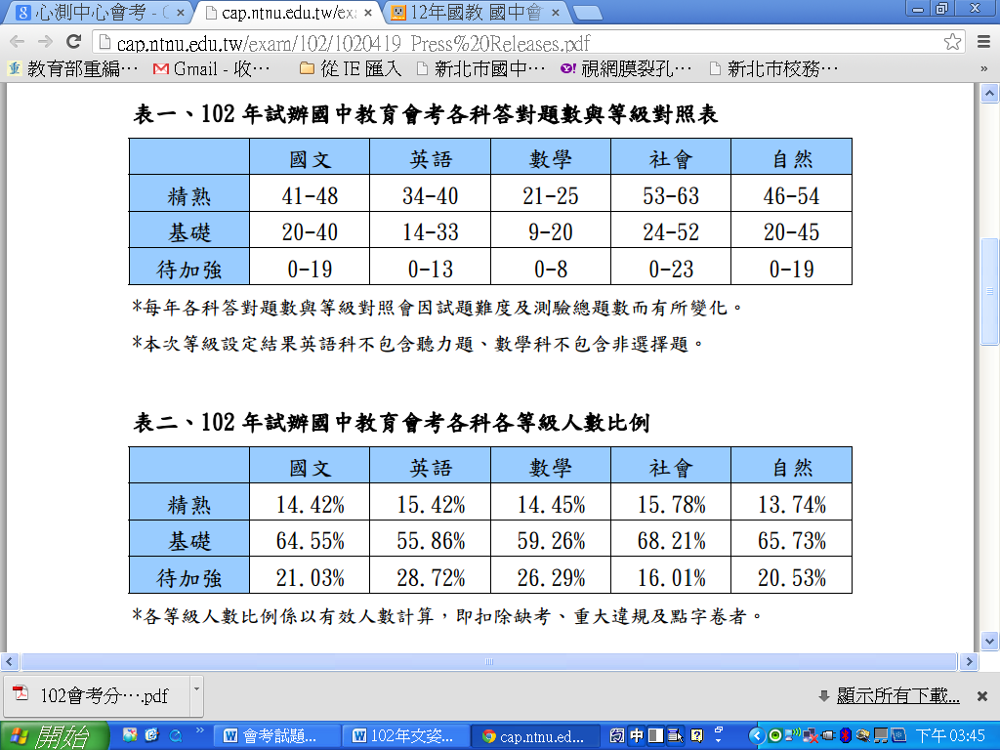 心測中心會考 - G
cap.ntnu.edu.tw/exa
12年國教 國中會
cap.ntnu.edu.tw/exam/102/1020419_Press%20Releases.pdf
教育部重編… Gmail - 收… 從 IE 匯入 新北市國中… 視網膜裂孔… 新北市校務… »
表一、102 年試辦國中教育會考各科答對題數與等級對照表
國文 英語 數學 社會 自然
精熟 41-48 34-40 21-25 53-63 46-54
基礎 20-40 14-33 9-20 24-52 20-45
待加強 0-19 0-13 0-8 0-23 0-19
*每年各科答對題數與等級對照會因試題難度及測驗總題數而有所變化。
*本次等級設定結果英語科不包含聽力題、數學科不包含非選擇題。
表二、102 年試辦國中教育會考各科各等級人數比例
國文 英語 數學 社會 自然
精熟 14.42% 15.42% 14.45% 15.78% 13.74%
基礎 64.55% 55.86% 59.26% 68.21% 65.73%
待加強 21.03% 28.72% 26.29% 16.01% 20.53%
*各等級人數比例係以有效人數計算，即扣除缺考、重大違規及點字卷者。
102會考分….pdf 顯示所有下載...
開始 » 會考試題... 102年文姿... cap.ntnu.ed... 中 下午 03:45